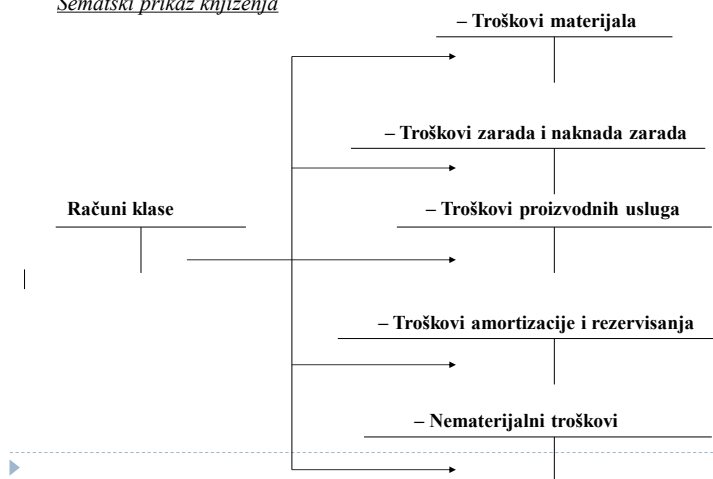 Šematski prikaz knjiženja
– Troškovi materijala
– Troškovi zarada i naknada zarada
Računi klase
– Troškovi proizvodnih usluga
– Troškovi amortizacije i rezervisanja
– Nematerijalni troškovi